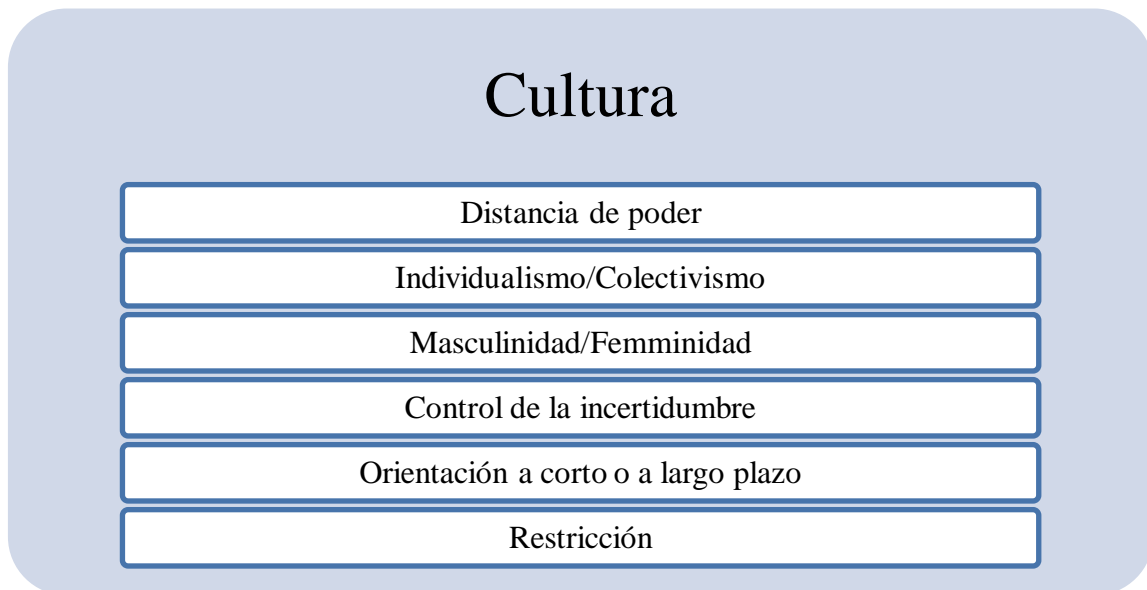 Cultura
Distancia de poder
Individualismo/Colectivismo
Masculinidad/Femminidad
Control de la incertidumbre
Orientación a corto o a largo plazo
Restricción